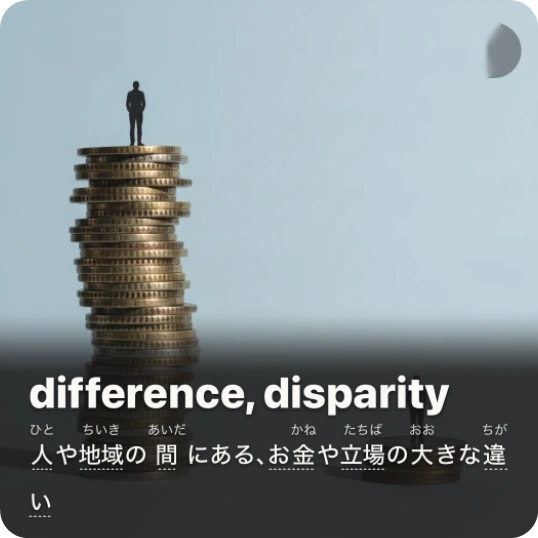 difference, disparity
ひと ちいき あいだ かね たちば おお ちが
人や地域の間にある、お金や立場の大きな違
い